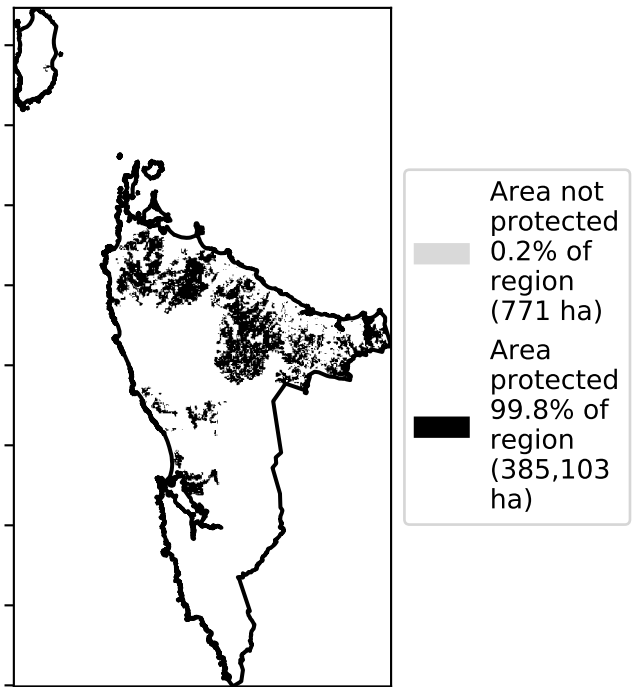 Area not
protected
0.2% of
region
(771 ha)
Area
protected
99.8% of
region
(385,103
ha)